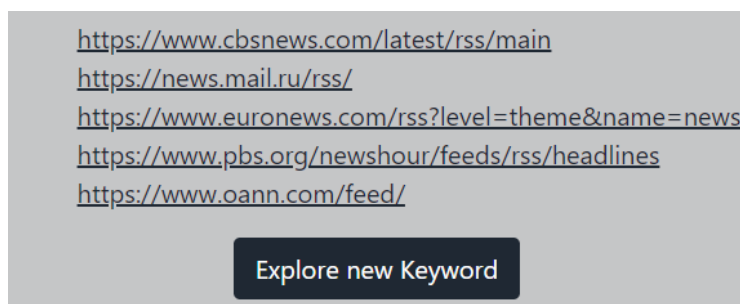 https://www.cbsnews.com/latest/rss/main
https://news.mail.ru/rss/
https://www.euronews.com/rss?level=theme&name=news
https://www.pbs.org/newshour/feeds/rss/headlines
https://www.oann.com/feed/
Explore new Keyword